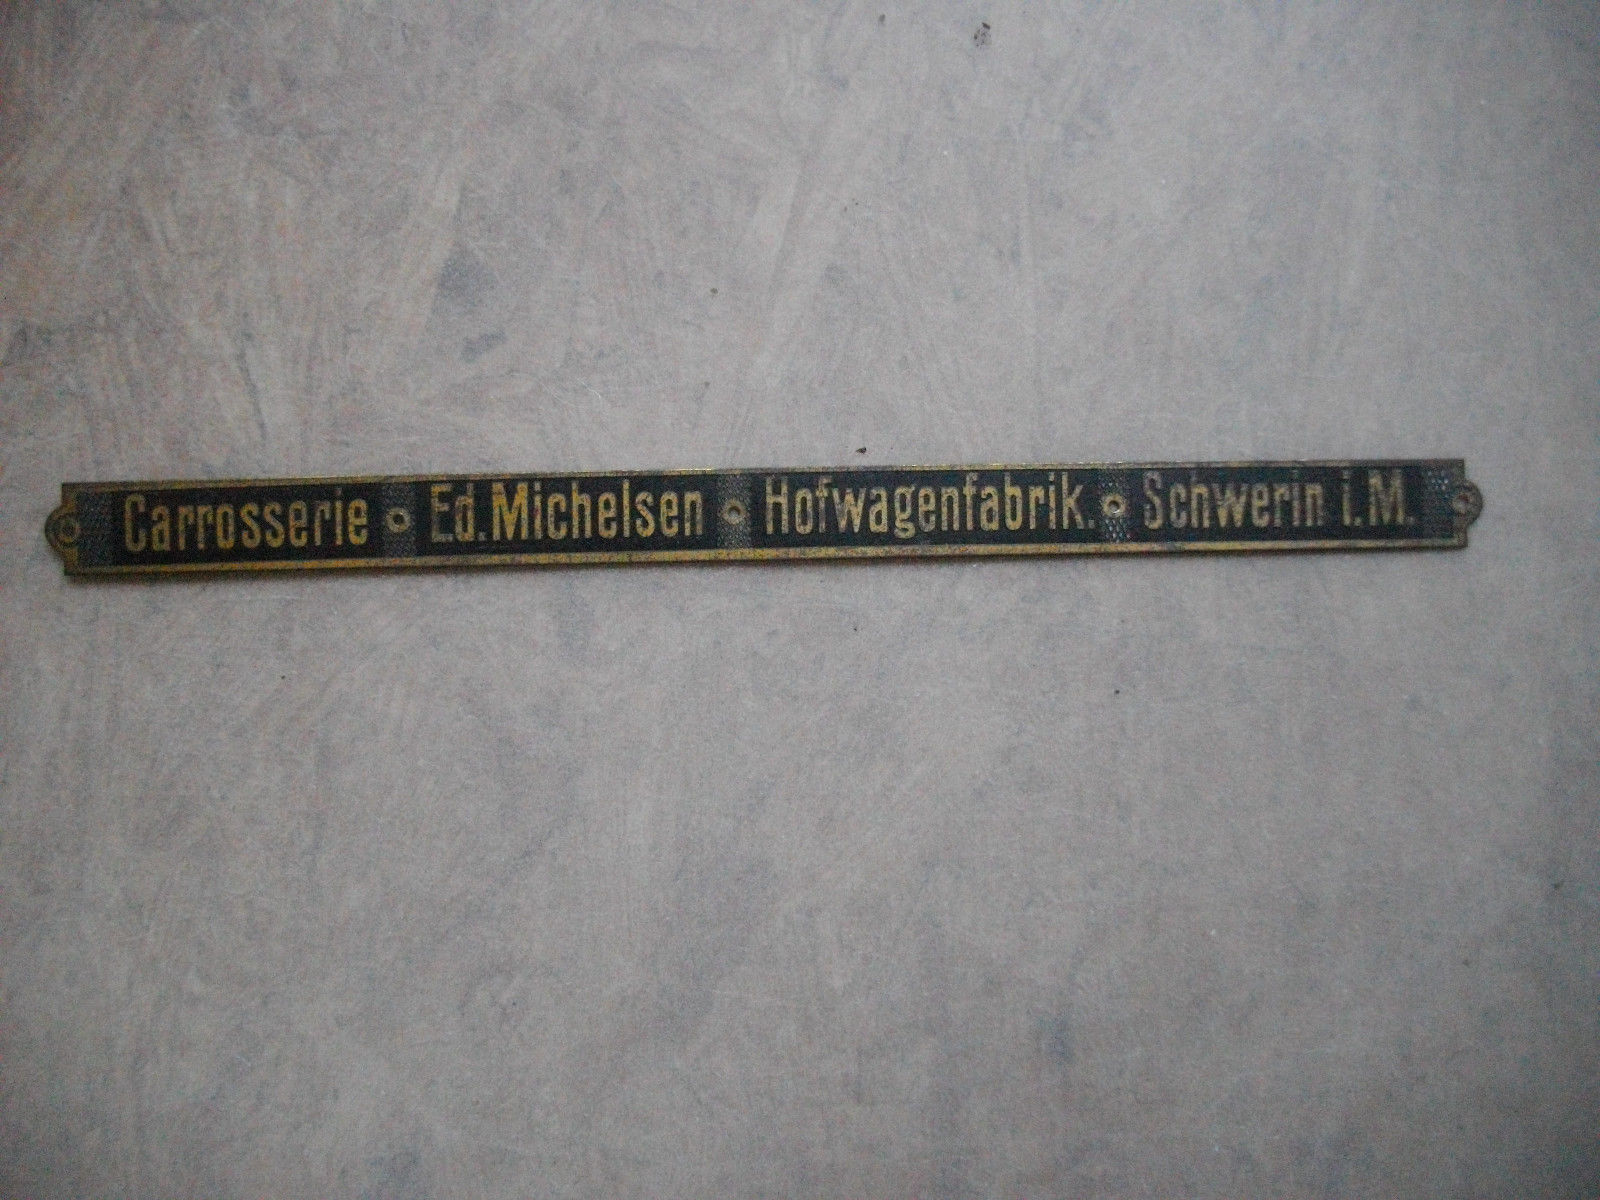 Carrosserie Ed. Michelsen Hofwagenfabrik. Schwerin i. M.